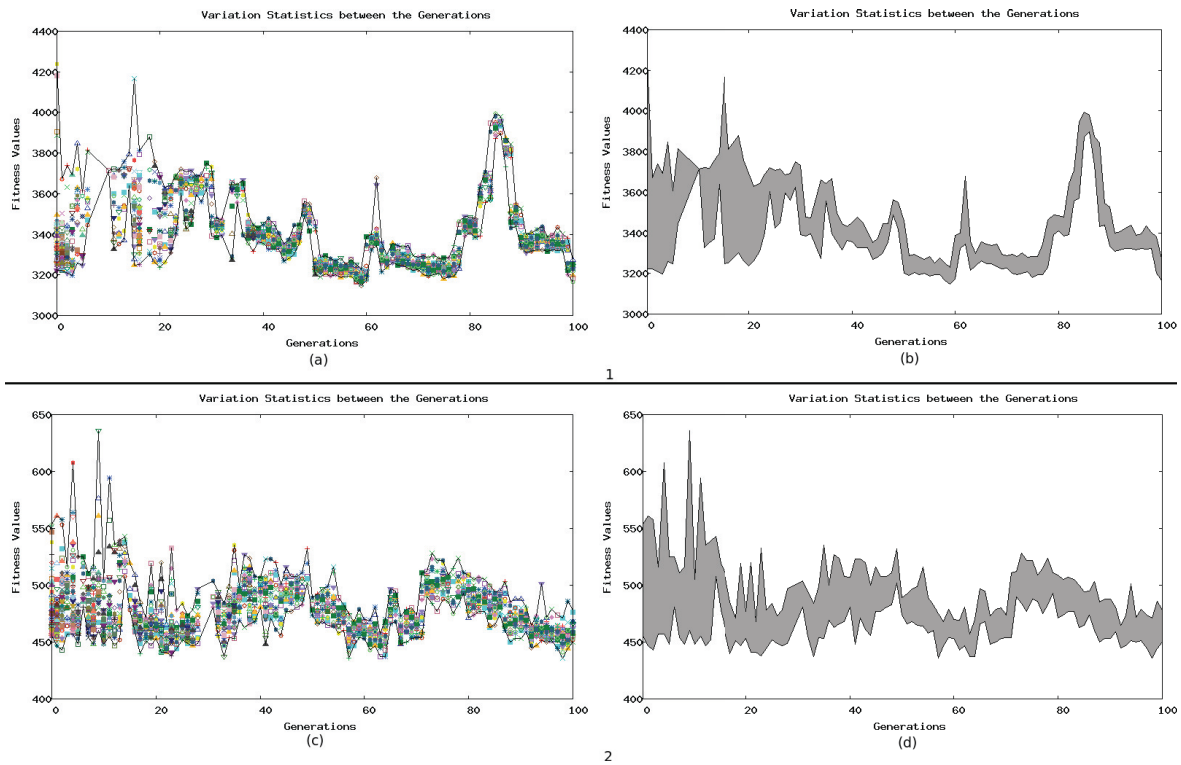 Variation Statistics between the Generations
4400
4200
4000
3800
3600
3400
3200
3000
Fitness Values
0 20 40 60 80 100
Generations
(a)
Variation Statistics between the Generations
4400
4200
4000
3800
3600
3400
3200
3000
Fitness Values
0 20 40 60 80 100
Generations
(b)
1
Variation Statistics between the Generations
650
600
550
500
450
400
Fitness Values
0 20 40 60 80 100
Generations
(c)
Variation Statistics between the Generations
650
600
550
500
450
400
Fitness Values
0 20 40 60 80 100
Generations
(d)
2